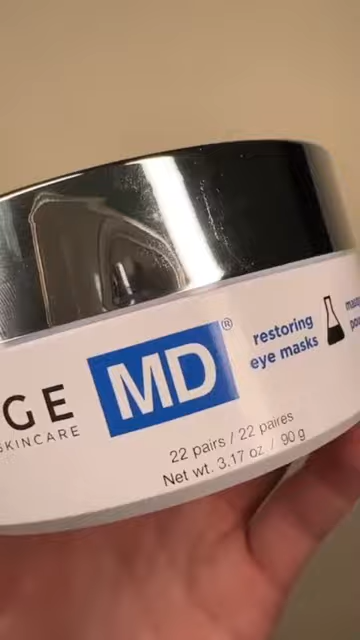 GE
SKINCARE
MD®
restoring
eye masks
22 pairs / 22 paires
Net wt. 3.17 oz. / 90 g